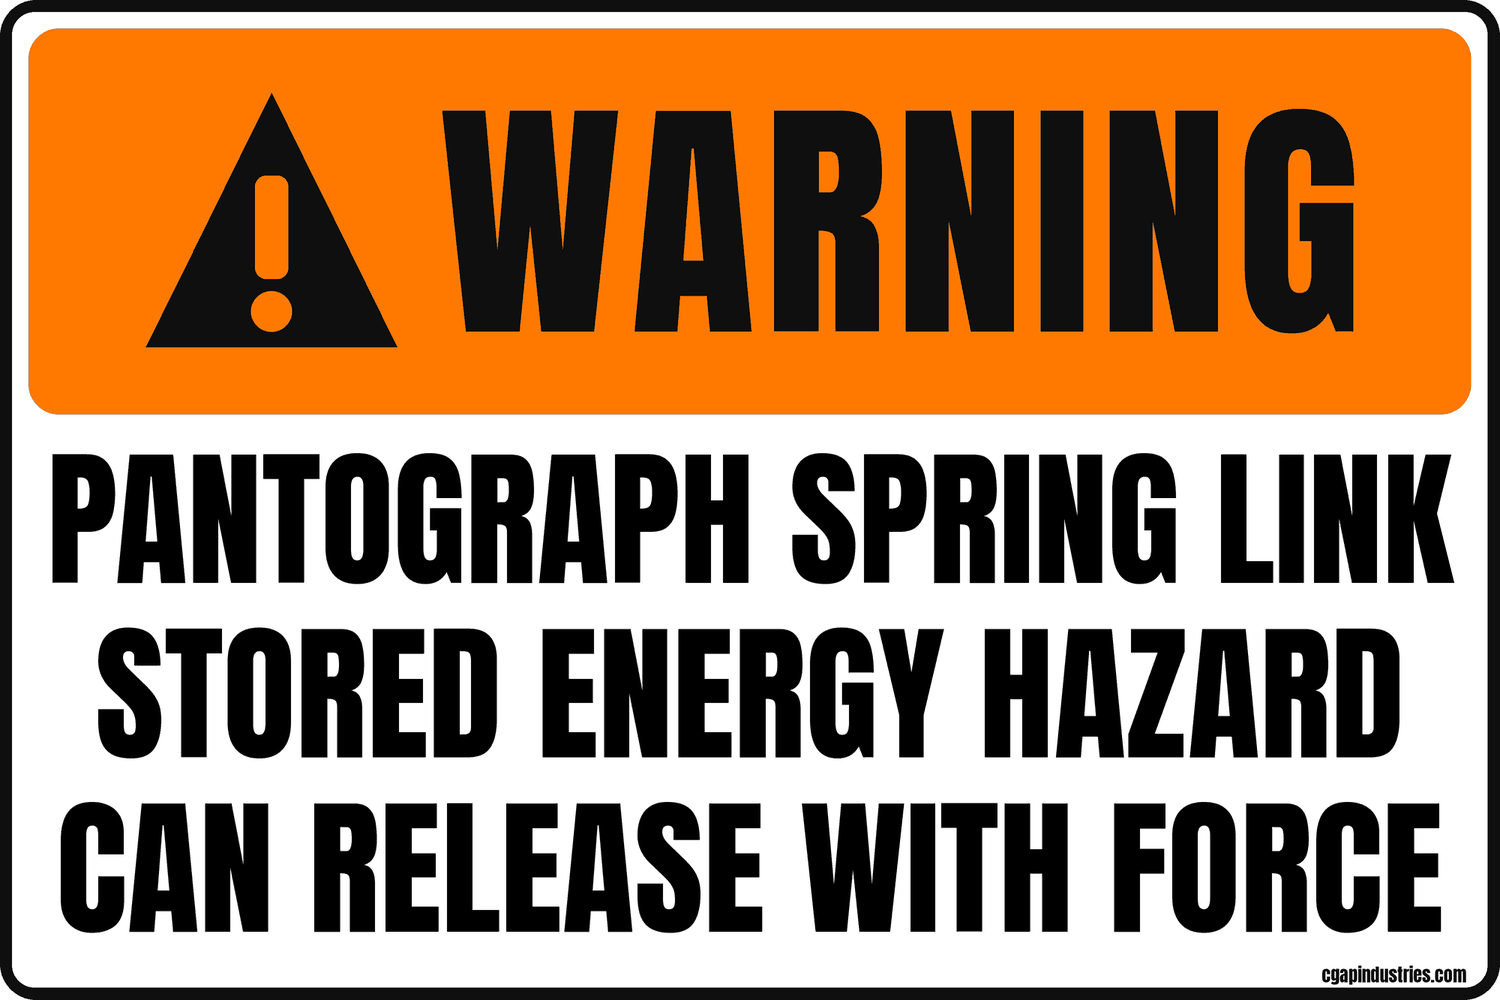 WARNING
PANTOGRAPH SPRING LINK
STORED ENERGY HAZARD
CAN RELEASE WITH FORCE
cgapindustries.com